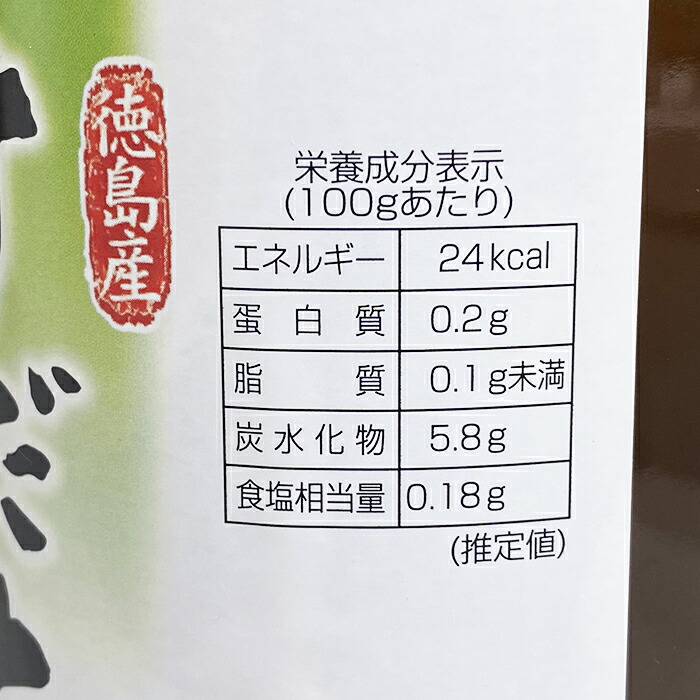 徳島産
栄養成分表示
(100gあたり)
エネルギー 24kcal
蛋白質 0.2g
脂質 0.1g未満
炭水化物 5.8g
食塩相当量 0.18g
(推定値)